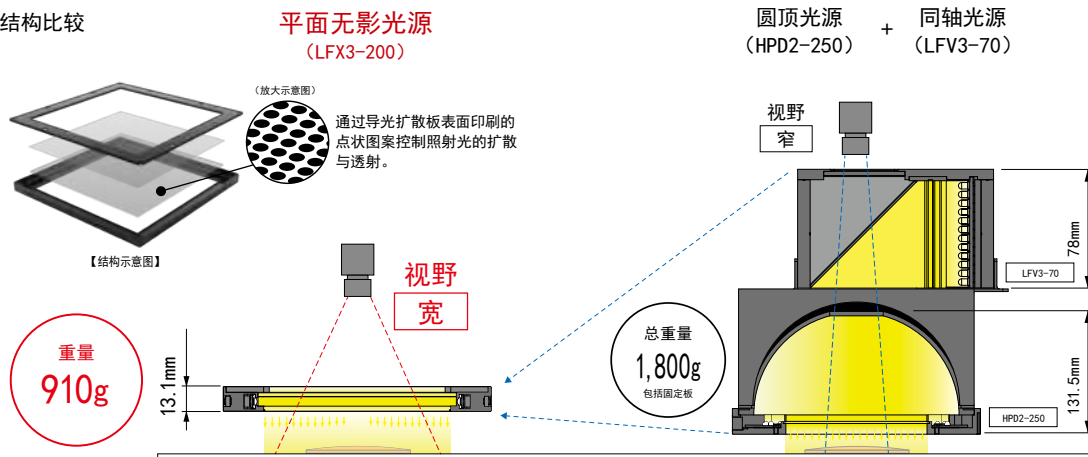 结构比较
平面无影光源
（LFX3-200）
圆顶光源
（HPD2-250）
+
同轴光源
（LFV3-70）
（放大示意图）
通过导光扩散板表面印刷的
点状图案控制照射光的扩散
与透射。
【结构示意图】
视野
宽
重量
910g
13.1mm
视野
窄
总重量
1,800g
包括固定板
78mm
LFV3-70
131.5mm
HPD2-250